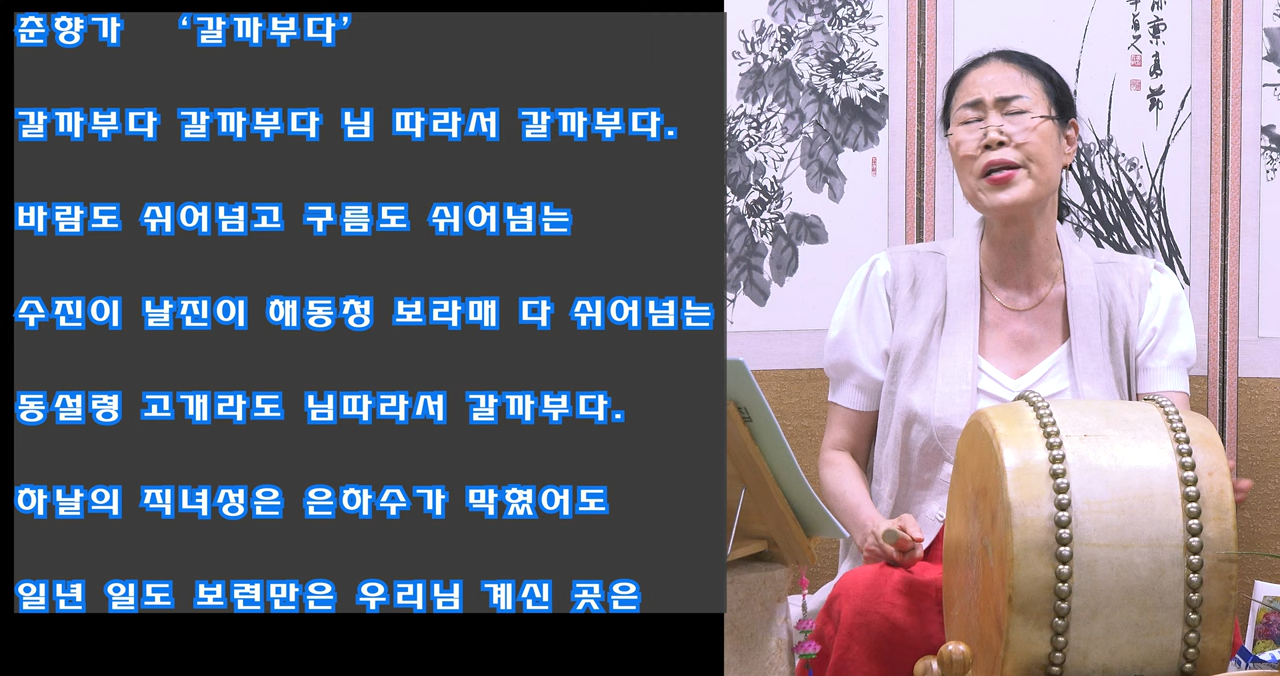 춘향가 ‘갈까부다’
갈까부다 갈까부다 님 따라서 갈까부다.
바람도 쉬어넘고 구름도 쉬어넘는
수진이 날진이 해동청 보라매 다 쉬어넘는
동설령 고개라도 님따라서 갈까부다.
하날의 직녀성은 은하수가 막혔어도
일년 일도 보련만은 우리님 계신 곳은